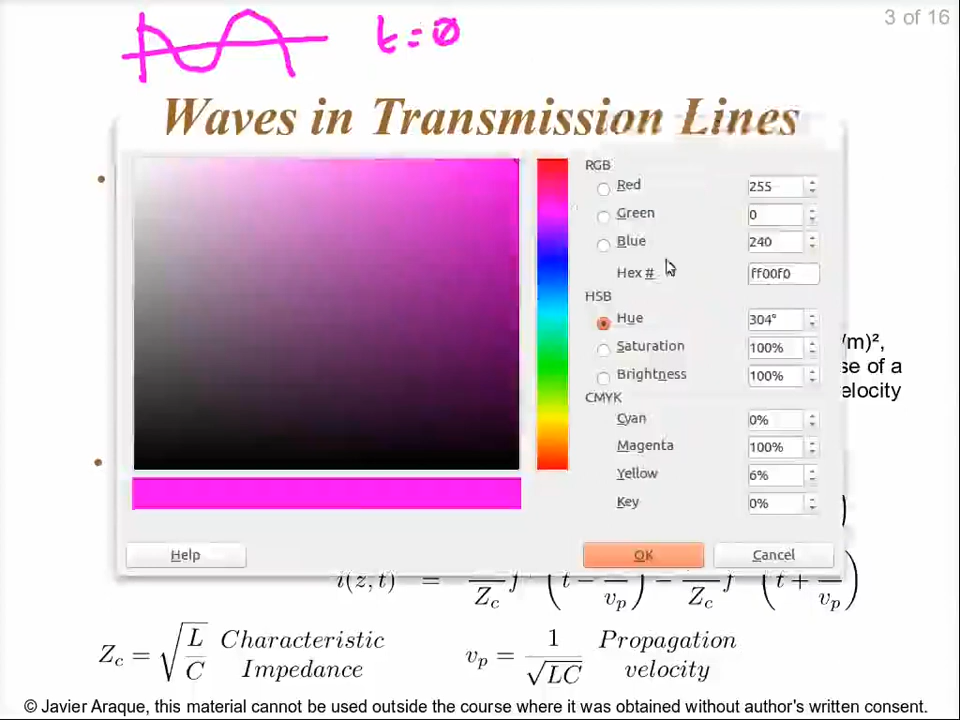 3 of 16
t = 0
Waves in Transmission Lines
RGB
Red 255
Green 0
Blue 240
Hex # ff00f0
HSB
Hue 304°
Saturation 100%
Brightness 100%
CMYK
Cyan 0%
Magenta 100%
Yellow 6%
Key 0%
/m)²,
se of a
elocity
Help OK Cancel
i(z, t) = Z_c f (t − v_p) − Z_c f (t + v_p)
Z_c = √(L/C) Characteristic Impedance v_p = 1/√(LC) Propagation velocity
© Javier Araque, this material cannot be used outside the course where it was obtained without author's written consent.